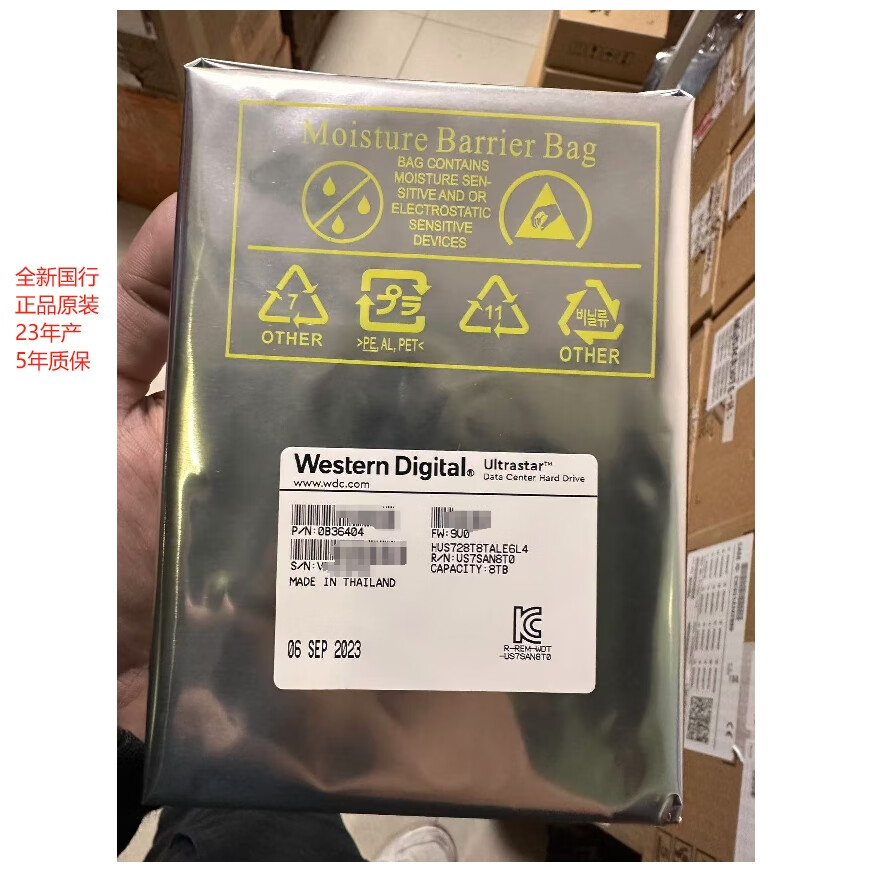 Moisture Barrier Bag
BAG CONTAINS
MOISTURE SEN-
SITIVE AND OR
ELECTROSTATIC
SENSITIVE
DEVICES
7
OTHER
プラ
>PE, AL, PET<
11
비닐류
OTHER
全新国行
正品原装
23年产
5年质保
Western Digital® Ultrastar™
www.wdc.com
Data Center Hard Drive
P/N:0B36404
FW:9U0
HUS728T8TALE6L4
R/N:US7SAN8T0
S/N:V
CAPACITY:8TB
MADE IN THAILAND
06 SEP 2023
R-REM-WDT
-US7SAN8T0